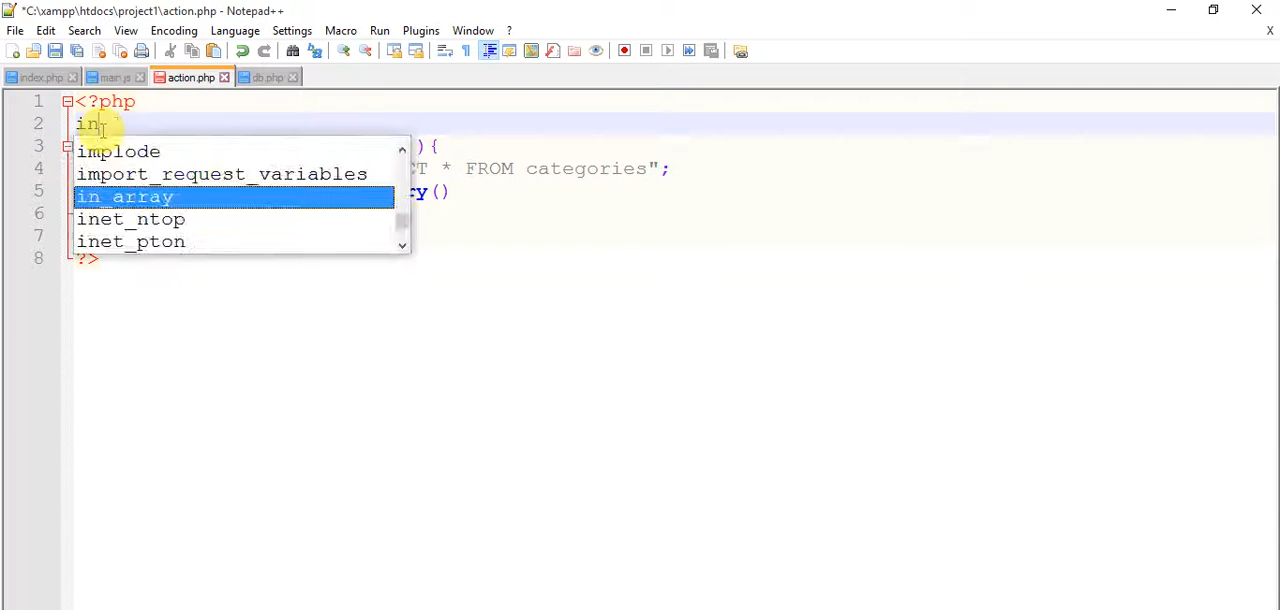 *C:\xampp\htdocs\project1\action.php - Notepad++
File Edit Search View Encoding Language Settings Macro Run Plugins Window ? X
index.php main.js action.php db.php
1 <?php
2 in
implode
3 ){
4 CT * FROM categories";
import_request_variables
5 ry()
in_array
6
inet_ntop
7
inet_pton
8 ?>